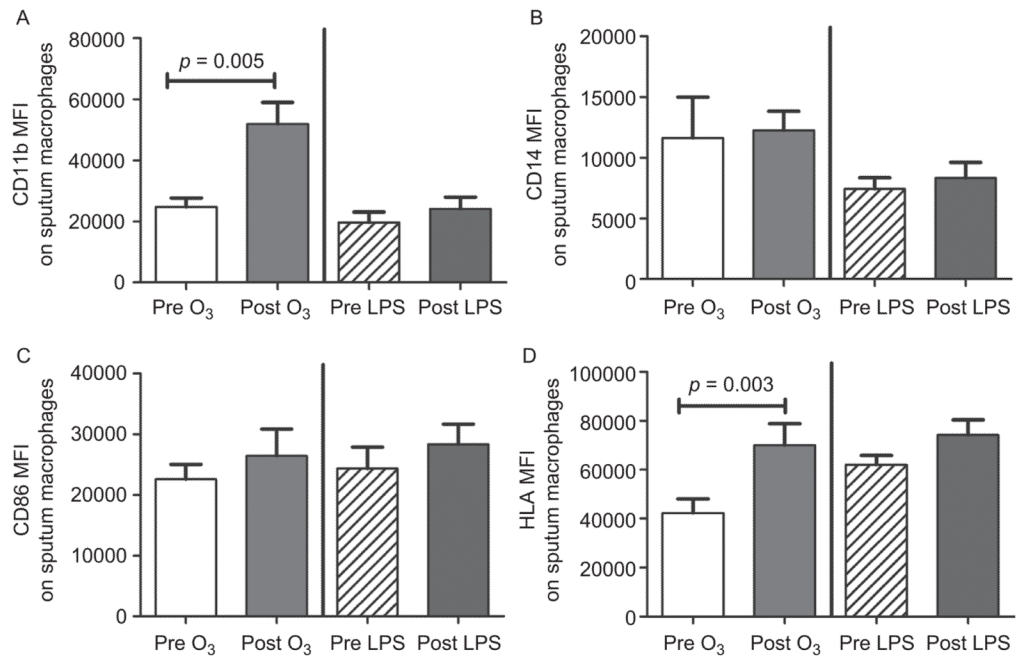 A
CD11b MFI
on sputum macrophages
80000
60000
40000
20000
0
p = 0.005
Pre O₃
Post O₃
Pre LPS
Post LPS
B
CD14 MFI
on sputum macrophages
20000
15000
10000
5000
0
Pre O₃
Post O₃
Pre LPS
Post LPS
C
CD86 MFI
on sputum macrophages
40000
30000
20000
10000
0
Pre O₃
Post O₃
Pre LPS
Post LPS
D
HLA MFI
on sputum macrophages
100000
80000
60000
40000
20000
0
p = 0.003
Pre O₃
Post O₃
Pre LPS
Post LPS